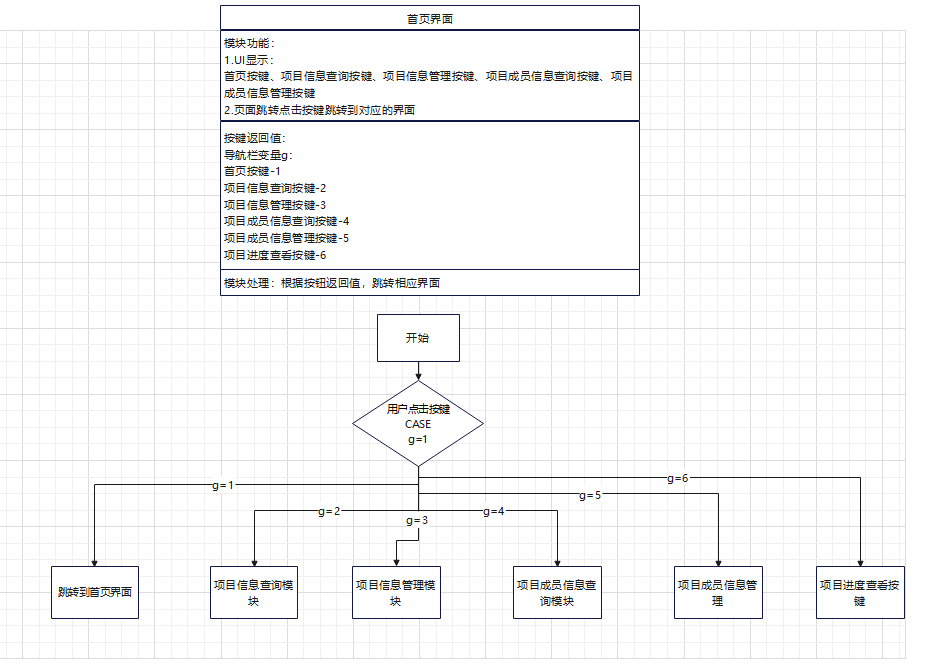 首页界面
模块功能：
1.UI显示：
首页按键、项目信息查询按键、项目信息管理按键、项目成员信息查询按键、项目
成员信息管理按键
2.页面跳转点击按键跳转到对应的界面
按键返回值：
导航栏变量g：
首页按键-1
项目信息查询按键-2
项目信息管理按键-3
项目成员信息查询按键-4
项目成员信息管理按键-5
项目进度查看按键-6
模块处理：根据按钮返回值，跳转相应界面
开始
用户点击按键
CASE
g=1
g=6
g=1
g=5
g=2
g=4
g=3
跳转到首页界面
项目信息查询模
块
项目信息管理模
块
项目成员信息查
询模块
项目成员信息管
理
项目进度查看按
键